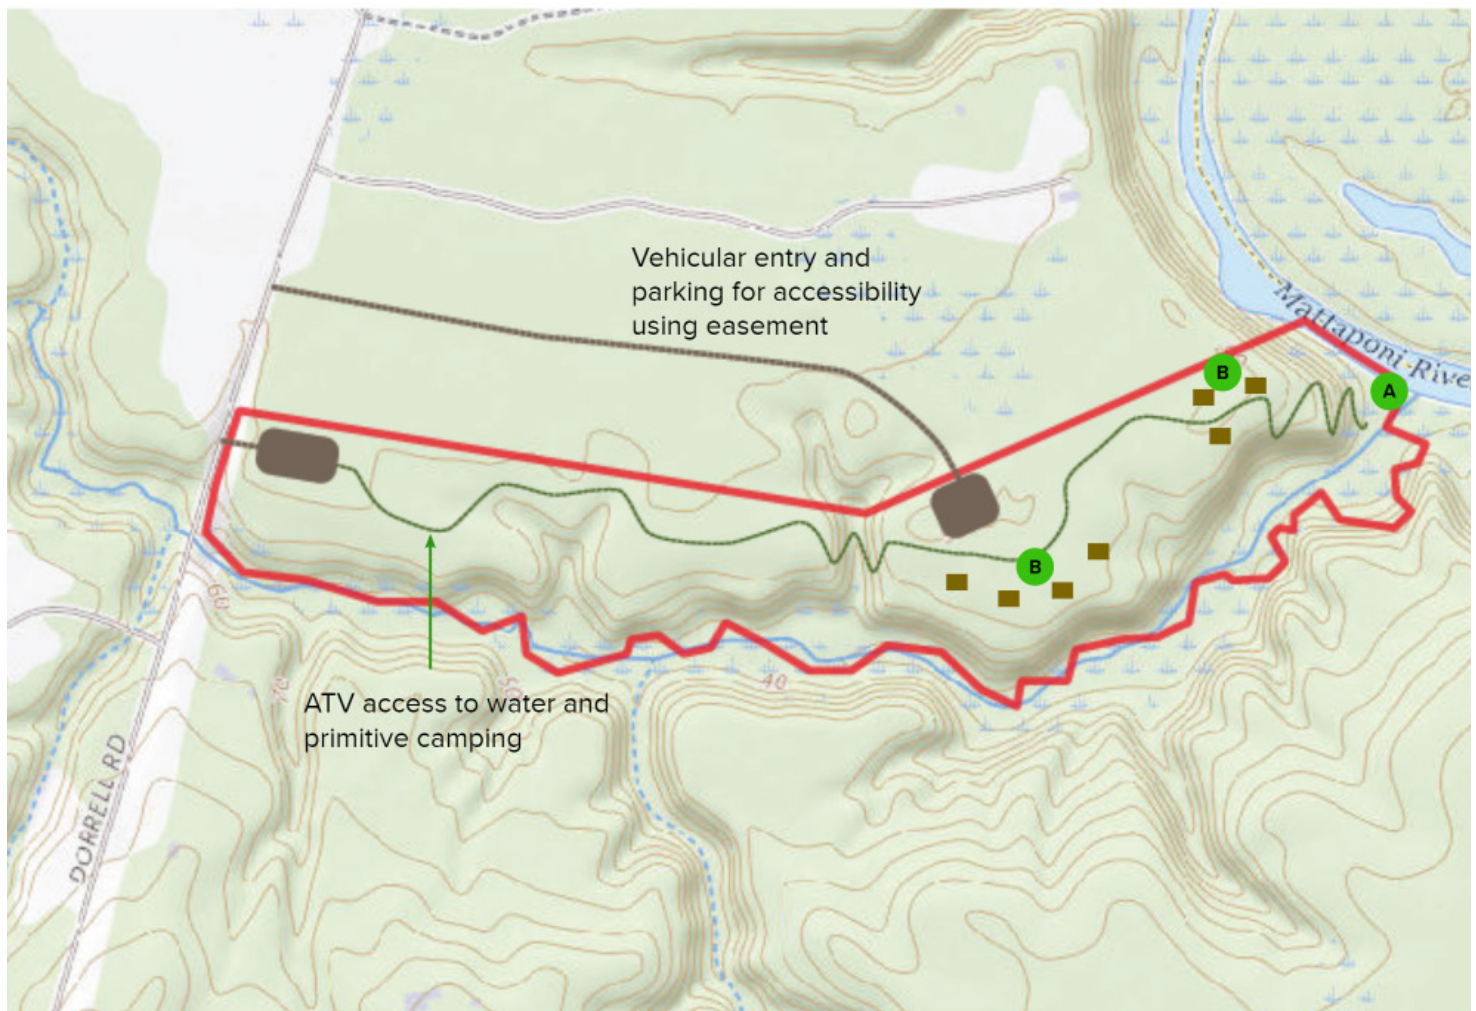 Vehicular entry and
parking for accessibility
using easement
Mattaponi River
B
A
B
60
70
50
40
ATV access to water and
primitive camping
DORRELL RD